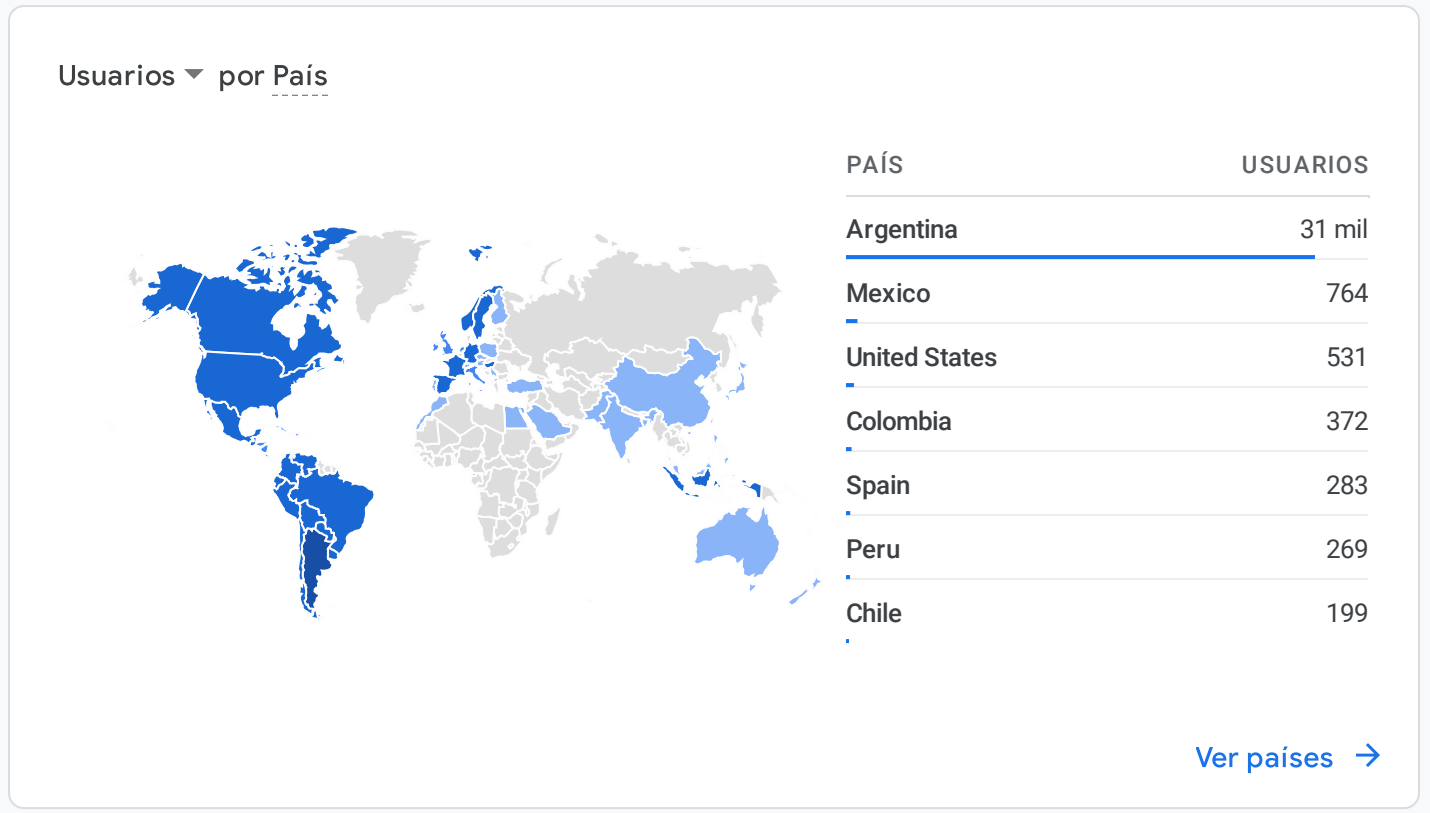 Usuarios por País
PAÍS USUARIOS
Argentina 31 mil
Mexico 764
United States 531
Colombia 372
Spain 283
Peru 269
Chile 199
Ver países